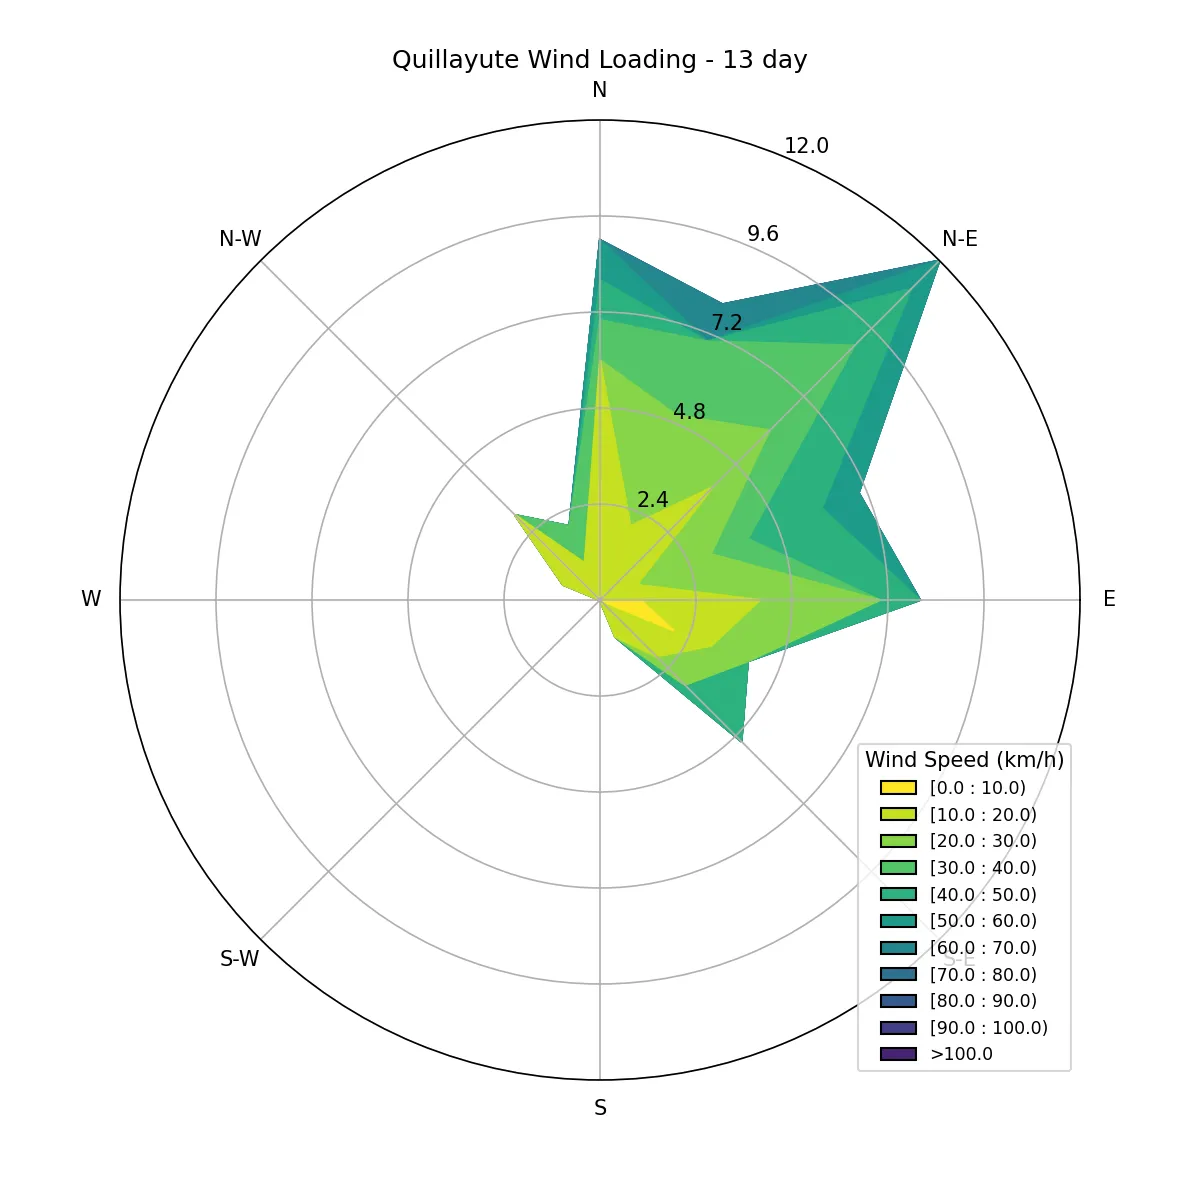 Quillayute Wind Loading - 13 day
N
12.0
N-W
9.6
N-E
7.2
4.8
2.4
W
E
S-W
S-E
S
Wind Speed (km/h)
[0.0 : 10.0)
[10.0 : 20.0)
[20.0 : 30.0)
[30.0 : 40.0)
[40.0 : 50.0)
[50.0 : 60.0)
[60.0 : 70.0)
[70.0 : 80.0)
[80.0 : 90.0)
[90.0 : 100.0)
>100.0